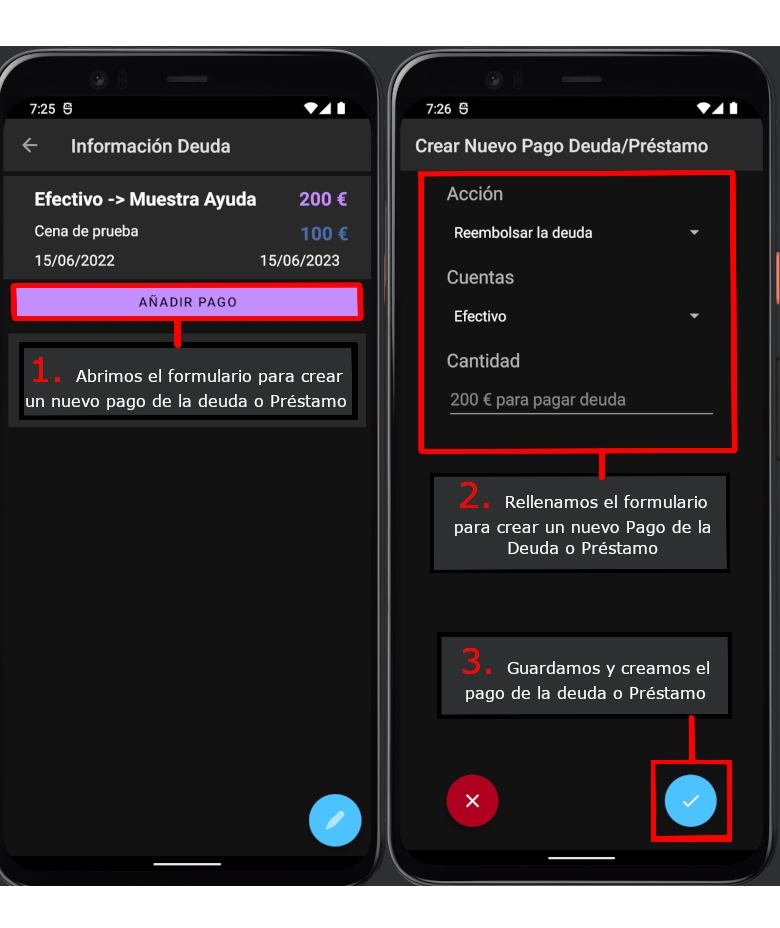 7:25
Información Deuda
Efectivo -> Muestra Ayuda 200 €
Cena de prueba 100 €
15/06/2022 15/06/2023
AÑADIR PAGO
1. Abrimos el formulario para crear
un nuevo pago de la deuda o Préstamo
7:26
Crear Nuevo Pago Deuda/Préstamo
Acción
Reembolsar la deuda
Cuentas
Efectivo
Cantidad
200 € para pagar deuda
2. Rellenamos el formulario
para crear un nuevo Pago de la
Deuda o Préstamo
3. Guardamos y creamos el
pago de la deuda o Préstamo